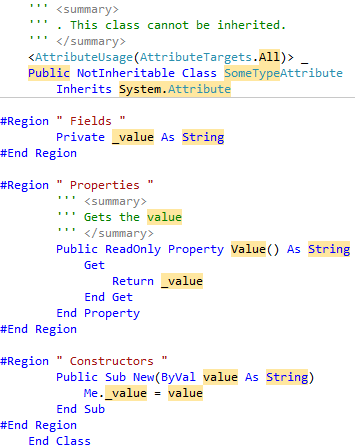 ''' <summary>
''' . This class cannot be inherited.
''' </summary>
<AttributeUsage(AttributeTargets.All)> _
Public NotInheritable Class SomeTypeAttribute
Inherits System.Attribute
#Region " Fields "
Private _value As String
#End Region
#Region " Properties "
''' <summary>
''' Gets the value
''' </summary>
Public ReadOnly Property Value() As String
Get
Return _value
End Get
End Property
#End Region
#Region " Constructors "
Public Sub New(ByVal value As String)
Me._value = value
End Sub
#End Region
End Class